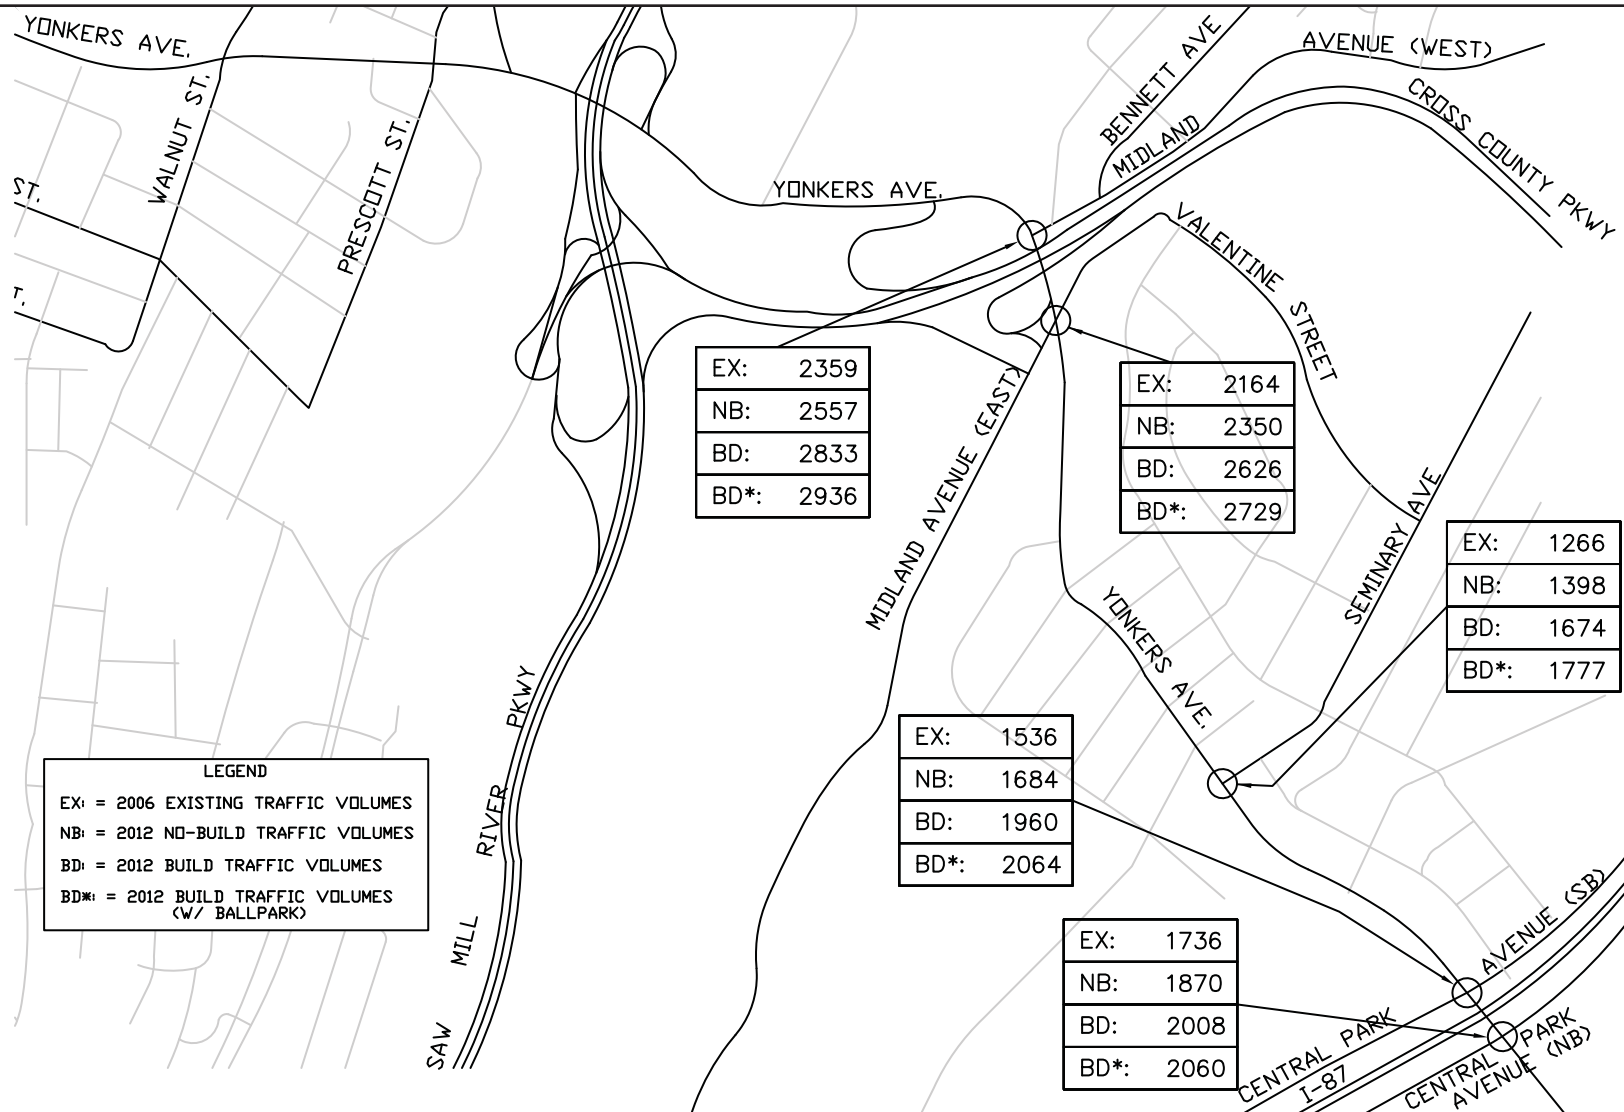 YONKERS AVE.
WALNUT ST.
PRESCOTT ST.
ST.
T.
YONKERS AVE.
BENNETT AVE
MIDLAND
AVENUE (WEST)
CROSS COUNTY PKWY
VALENTINE STREET
EX: 2359
NB: 2557
BD: 2833
BD*: 2936
EX: 2164
NB: 2350
BD: 2626
BD*: 2729
MIDLAND AVENUE (EAST)
SEMINARY AVE
EX: 1266
NB: 1398
BD: 1674
BD*: 1777
YONKERS AVE.
EX: 1536
NB: 1684
BD: 1960
BD*: 2064
LEGEND
EX: = 2006 EXISTING TRAFFIC VOLUMES
NB: = 2012 NO-BUILD TRAFFIC VOLUMES
BD: = 2012 BUILD TRAFFIC VOLUMES
BD*: = 2012 BUILD TRAFFIC VOLUMES
(W/ BALLPARK)
SAW MILL RIVER PKWY
EX: 1736
NB: 1870
BD: 2008
BD*: 2060
CENTRAL PARK AVENUE (SB)
I-87
CENTRAL PARK
AVENUE (NB)